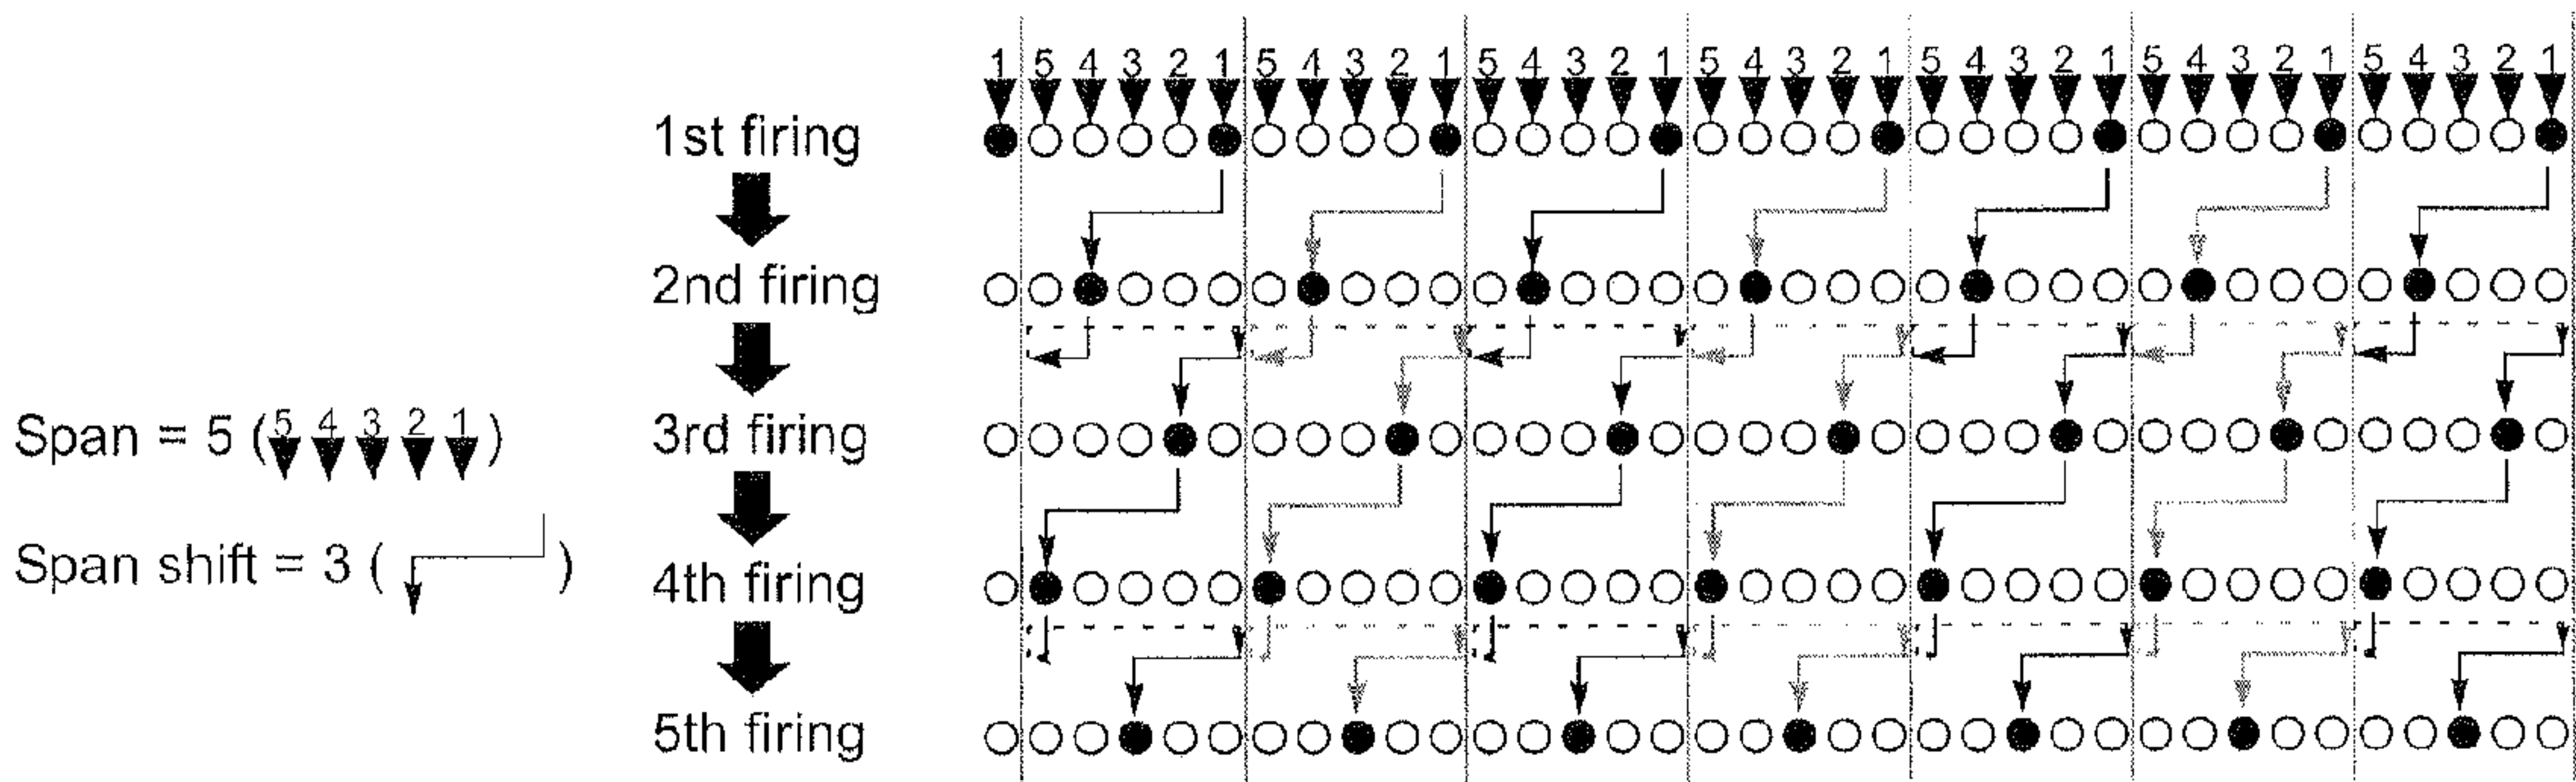 1 5 4 3 2 1 5 4 3 2 1 5 4 3 2 1 5 4 3 2 1 5 4 3 2 1 5 4 3 2 1 5 4 3 2 1
1st firing
2nd firing
3rd firing
4th firing
5th firing
Span = 5 (5 4 3 2 1)
Span shift = 3 ( )